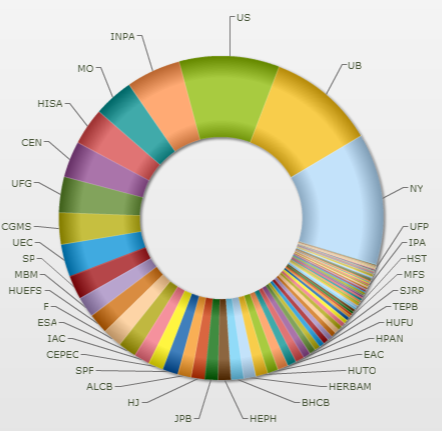 US
INPA
UB
MO
HISA
CEN
NY
UFG
CGMS
UFP
UEC
IPA
SP
HST
MBM
MFS
HUEFS
SJRP
F
TEPB
ESA
HUFU
IAC
HPAN
CEPEC
EAC
SPF
HUTO
ALCB
HERBAM
HJ
BHCB
JPB
HEPH